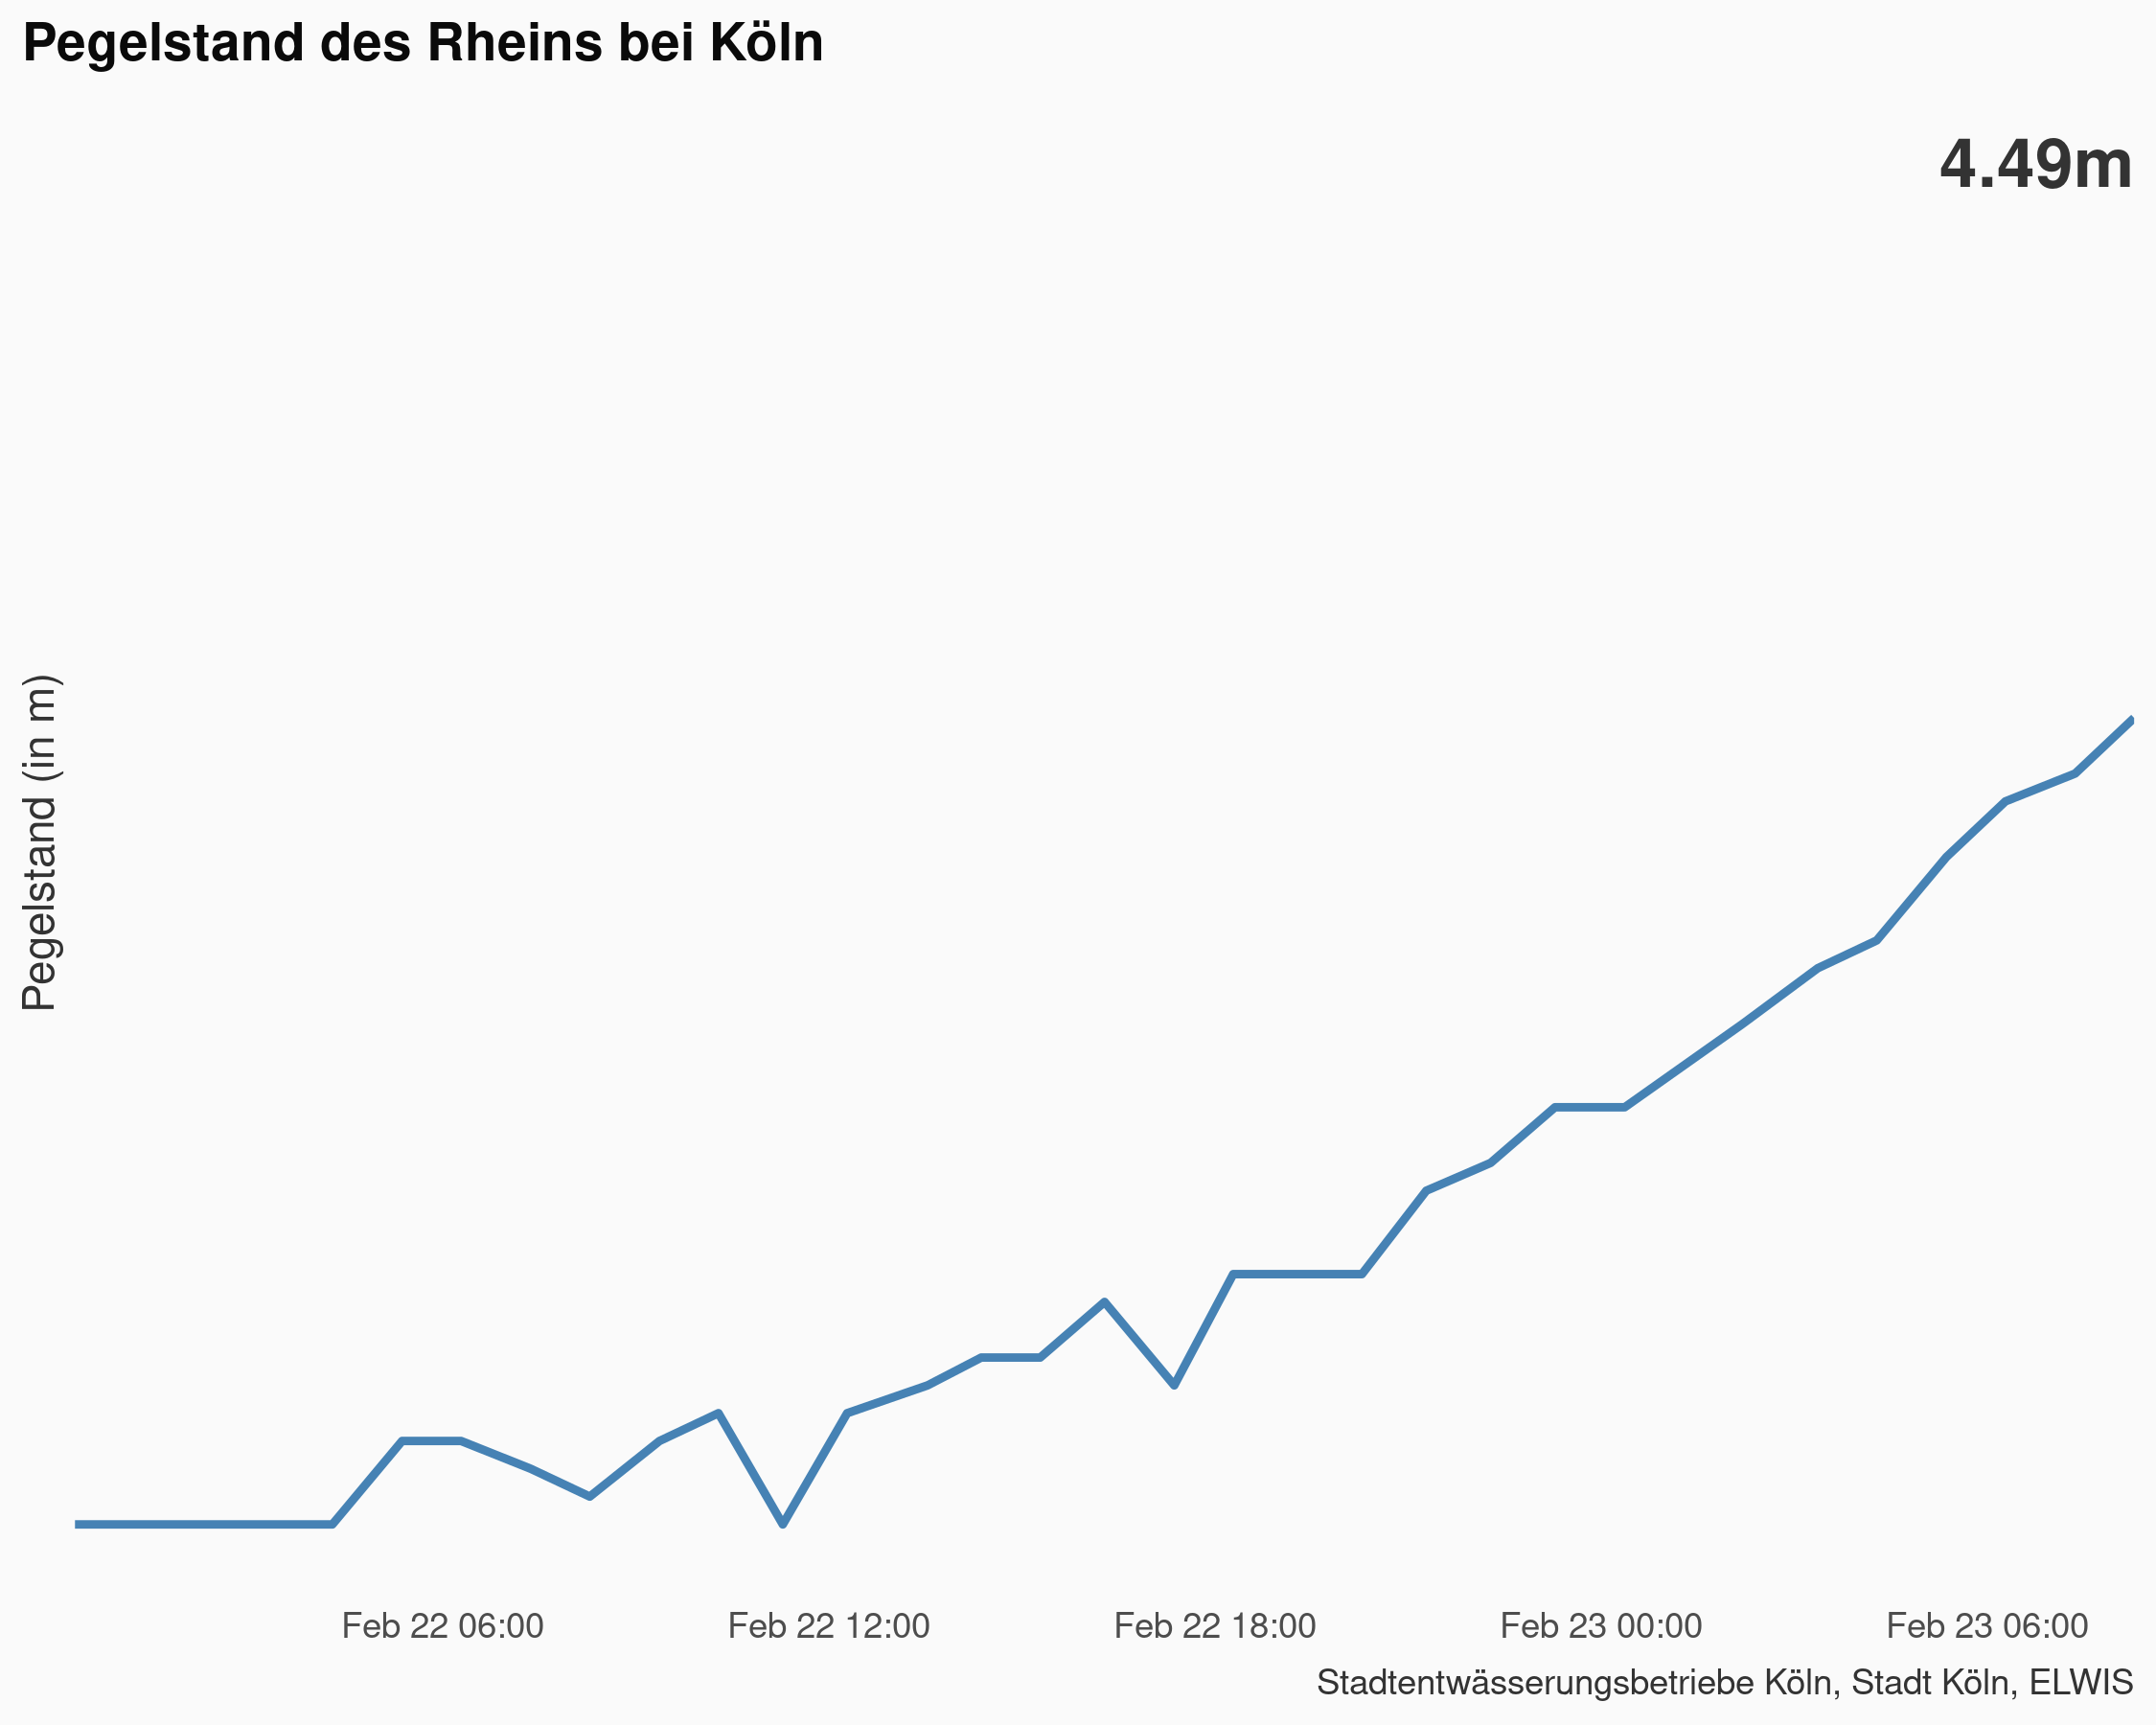 Pegelstand des Rheins bei Köln
4.49m
Pegelstand (in m)
Feb 22 06:00 Feb 22 12:00 Feb 22 18:00 Feb 23 00:00 Feb 23 06:00
Stadtentwässerungsbetriebe Köln, Stadt Köln, ELWIS